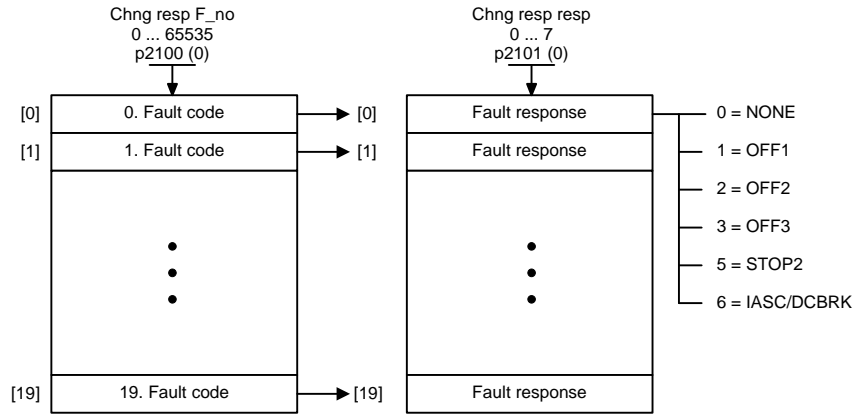 Chng resp F_no
0 ... 65535
p2100 (0)
Chng resp resp
0 ... 7
p2101 (0)
[0] 0. Fault code [0] Fault response 0 = NONE
[1] 1. Fault code [1] Fault response 1 = OFF1
2 = OFF2
3 = OFF3
5 = STOP2
6 = IASC/DCBRK
[19] 19. Fault code [19] Fault response